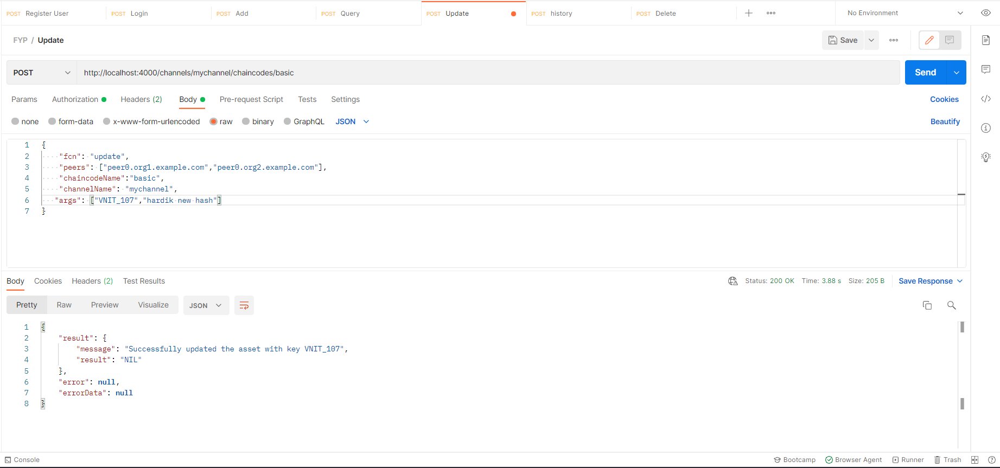 POST Register User POST Login POST Add POST Query POST Update POST history POST Delete No Environment
FYP / Update Save
POST http://localhost:4000/channels/mychannel/chaincodes/basic Send
Params Authorization Headers (2) Body Pre-request Script Tests Settings Cookies
none form-data x-www-form-urlencoded raw binary GraphQL JSON Beautify
1 {
2 "fcn": "update",
3 "peers": ["peer0.org1.example.com","peer0.org2.example.com"],
4 "chaincodeName":"basic",
5 "channelName": "mychannel",
6 "args": ["VNIT_107","hardik new hash"]
7 }
Body Cookies Headers (2) Test Results Status: 200 OK Time: 3.88 s Size: 205 B Save Response
Pretty Raw Preview Visualize JSON
1 {
2 "result": {
3 "message": "Successfully updated the asset with key VNIT_107",
4 "result": "NIL"
5 },
6 "error": null,
7 "errorData": null
8 }
Console Bootcamp Browser Agent Runner Trash